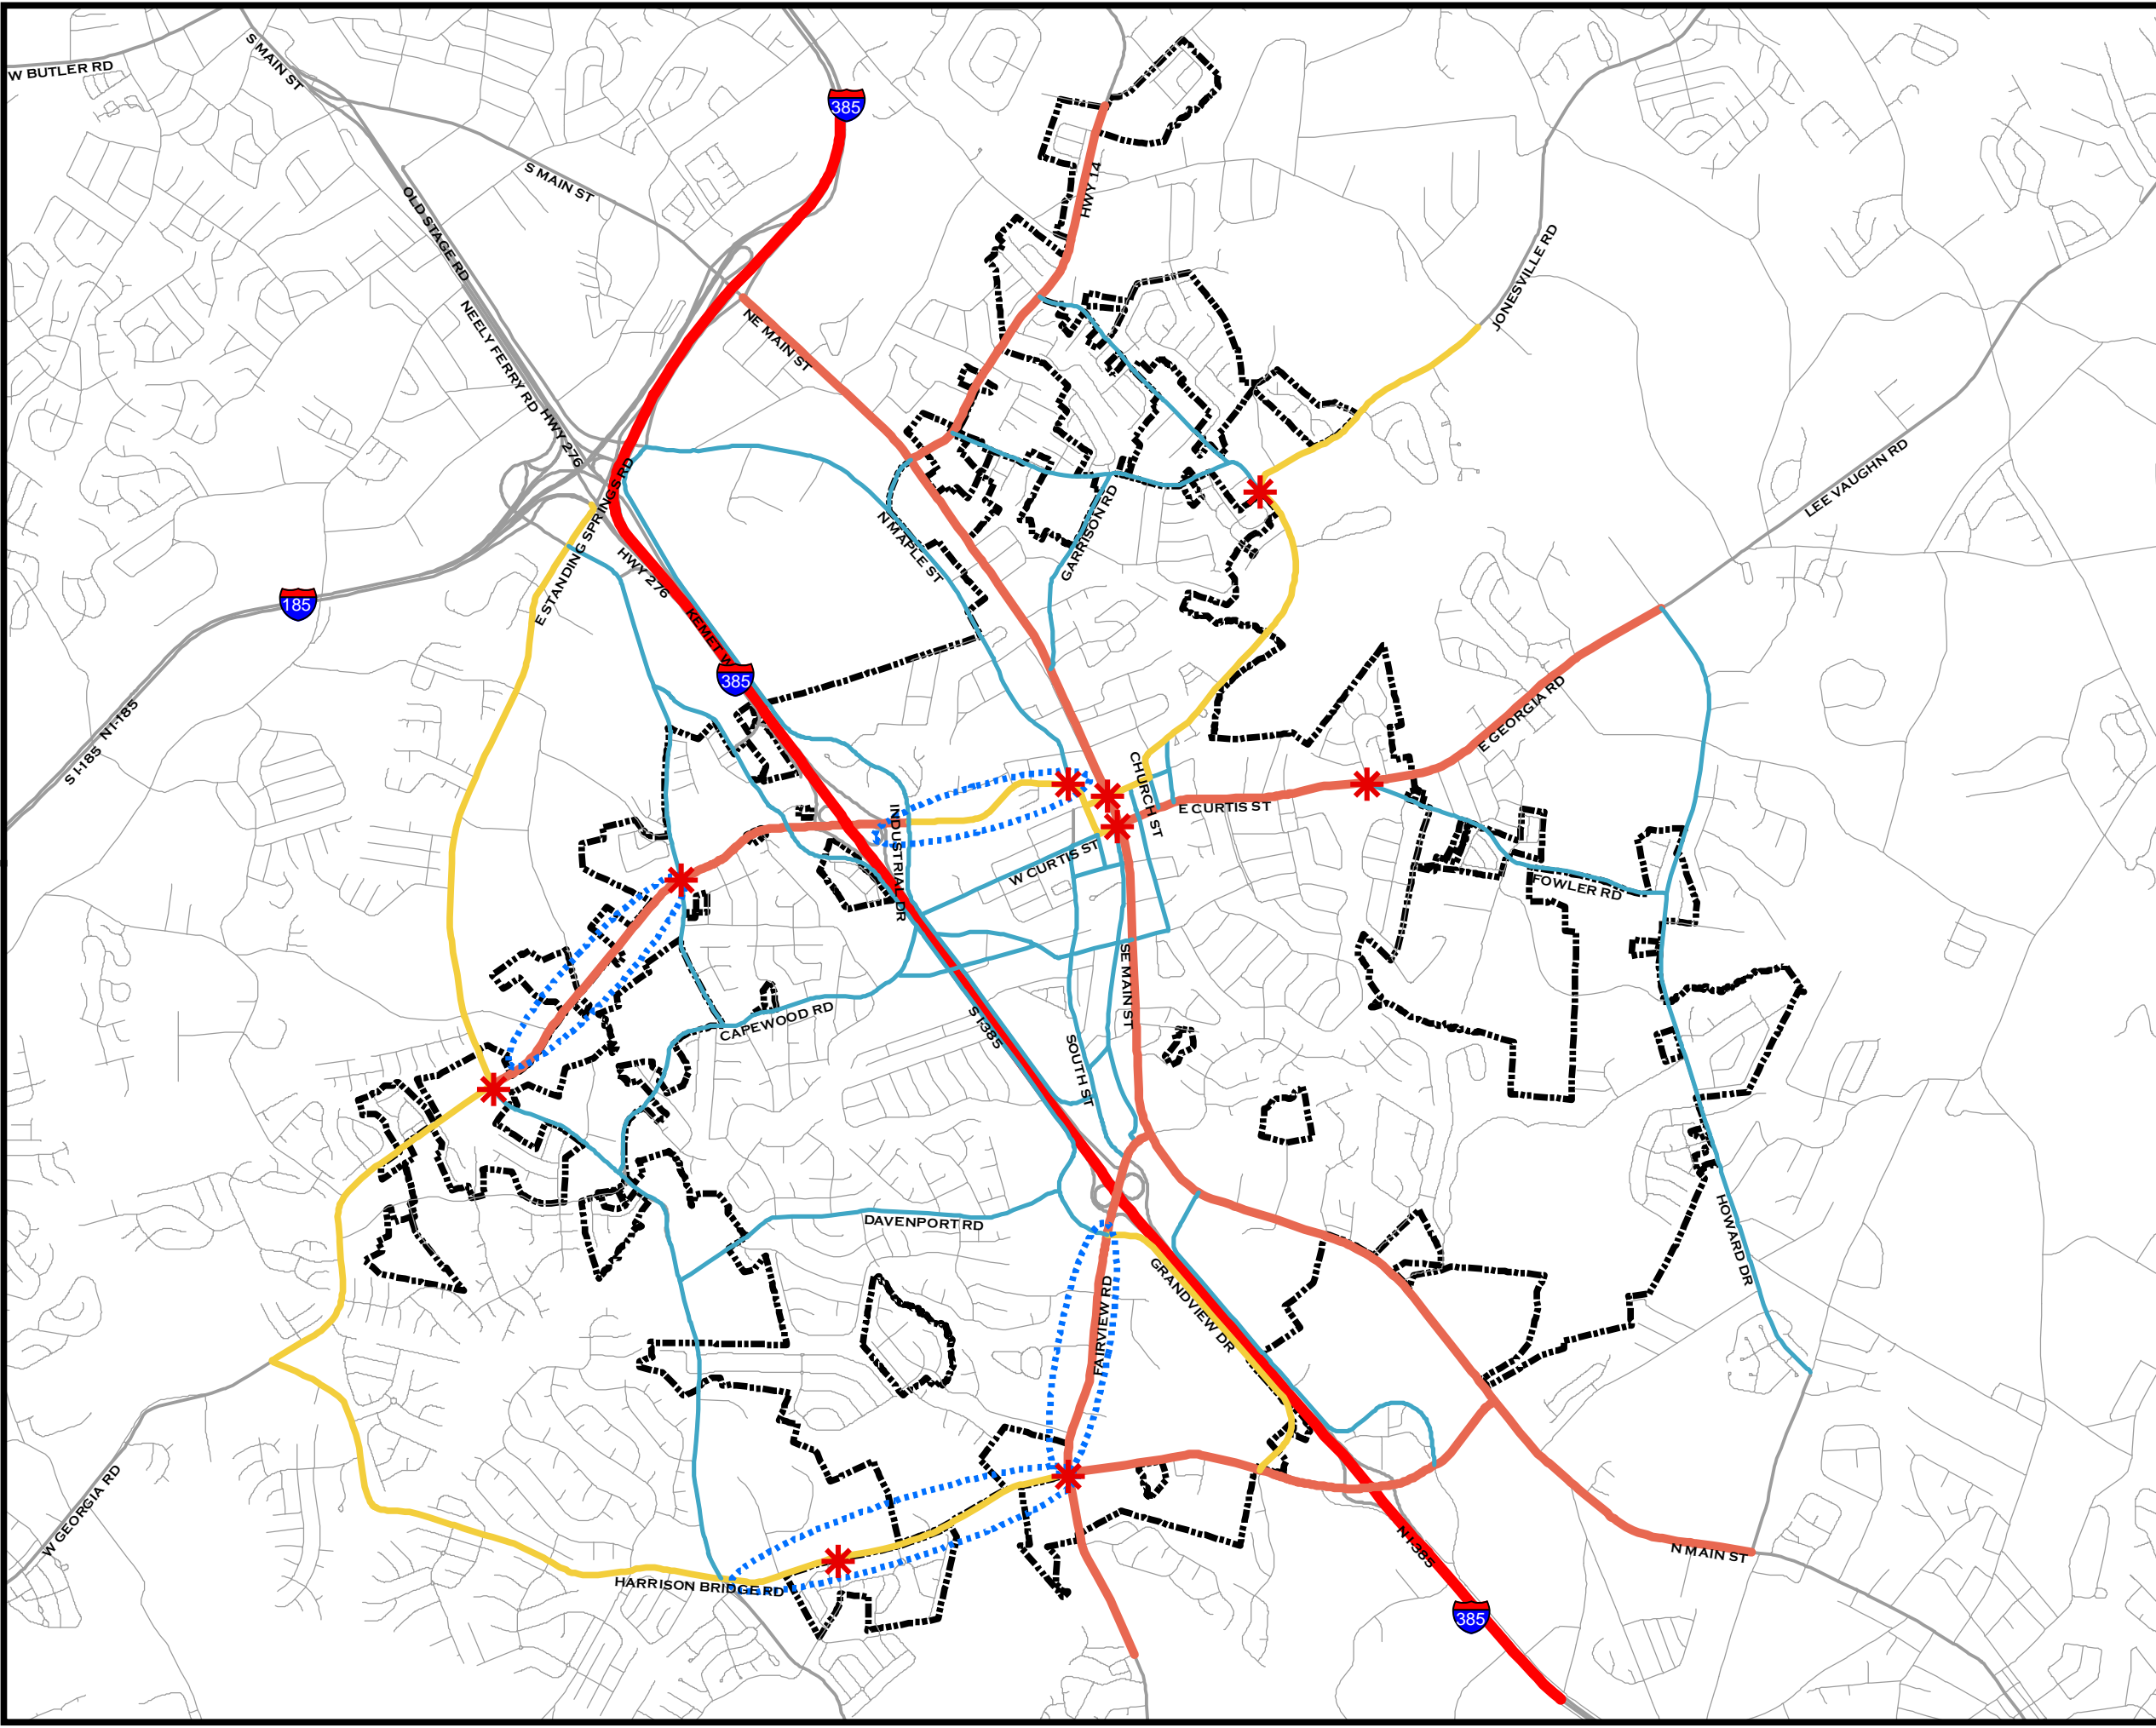 W BUTLER RD
S MAIN ST
385
S MAIN ST
HWY 14
OLD STAGE RD
JONESVILLE RD
NEELY FERRY RD
NE MAIN ST
HWY 276
LEE VAUGHN RD
E STANDING SPRINGS RD
N MAPLE ST
GARRISON RD
HWY 276
185
KEMET W
385
N I-185
S I-185
E GEORGIA RD
CHURCH ST
E CURTIS ST
INDUSTRIAL DR
W CURTIS ST
FOWLER RD
SE MAIN ST
CAPEWOOD RD
S I-385
SOUTH ST
DAVENPORT RD
HOWARD DR
GRANDVIEW DR
FAIRVIEW RD
W GEORGIA RD
N I-385
N MAIN ST
HARRISON BRIDGE RD
385